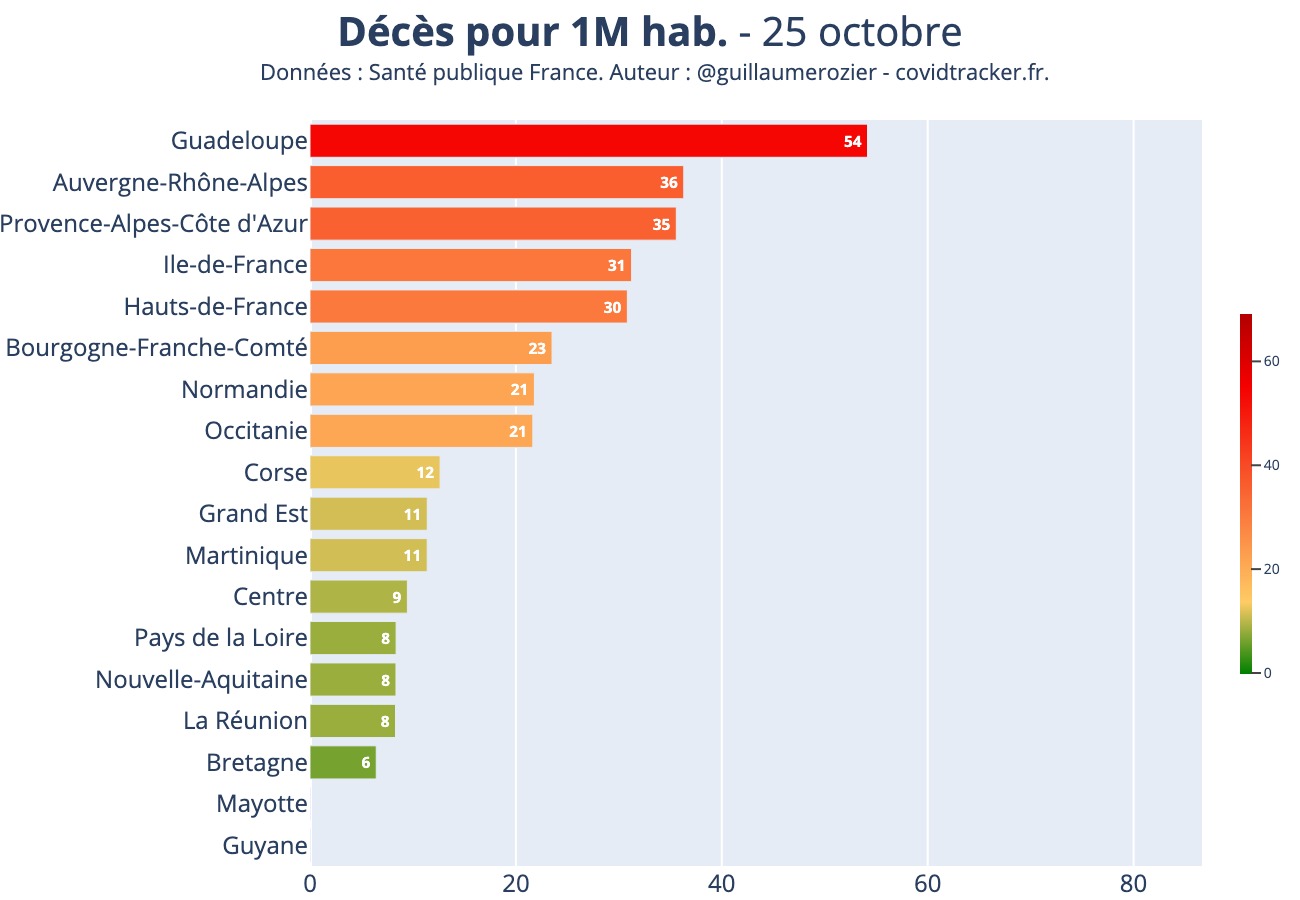 Décès pour 1M hab. - 25 octobre
Données : Santé publique France. Auteur : @guillaumerozier - covidtracker.fr.
Guadeloupe 54
Auvergne-Rhône-Alpes 36
Provence-Alpes-Côte d'Azur 35
Ile-de-France 31
Hauts-de-France 30
Bourgogne-Franche-Comté 23
Normandie 21
Occitanie 21
Corse 12
Grand Est 11
Martinique 11
Centre 9
Pays de la Loire 8
Nouvelle-Aquitaine 8
La Réunion 8
Bretagne 6
Mayotte
Guyane
0 20 40 60 80
60
40
20
0